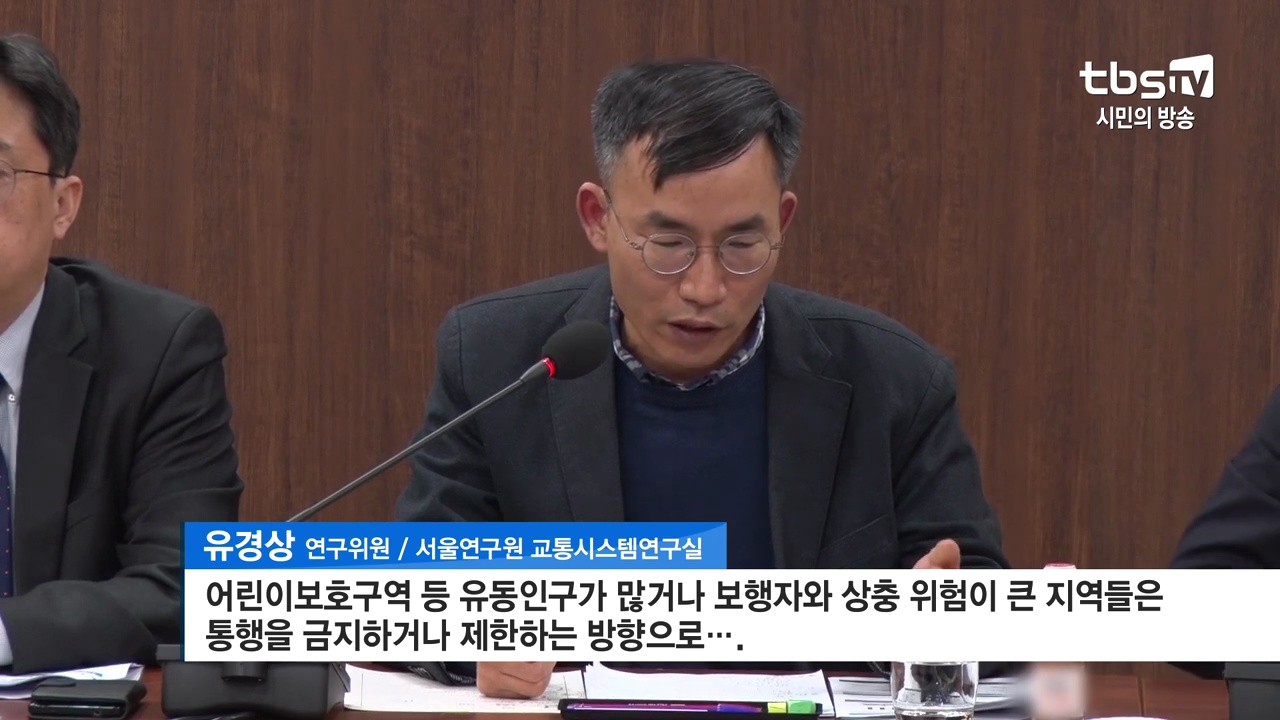 tbsTV
시민의 방송
유경상 연구위원 / 서울연구원 교통시스템연구실
어린이보호구역 등 유동인구가 많거나 보행자와 상충 위험이 큰 지역들은
통행을 금지하거나 제한하는 방향으로….